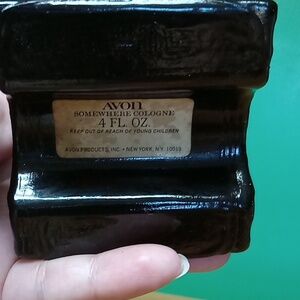 AVON
SOMEWHERE COLOGNE
4 FL. OZ.
KEEP OUT OF REACH OF YOUNG CHILDREN
AVON PRODUCTS, INC. • NEW YORK, N.Y. 10019